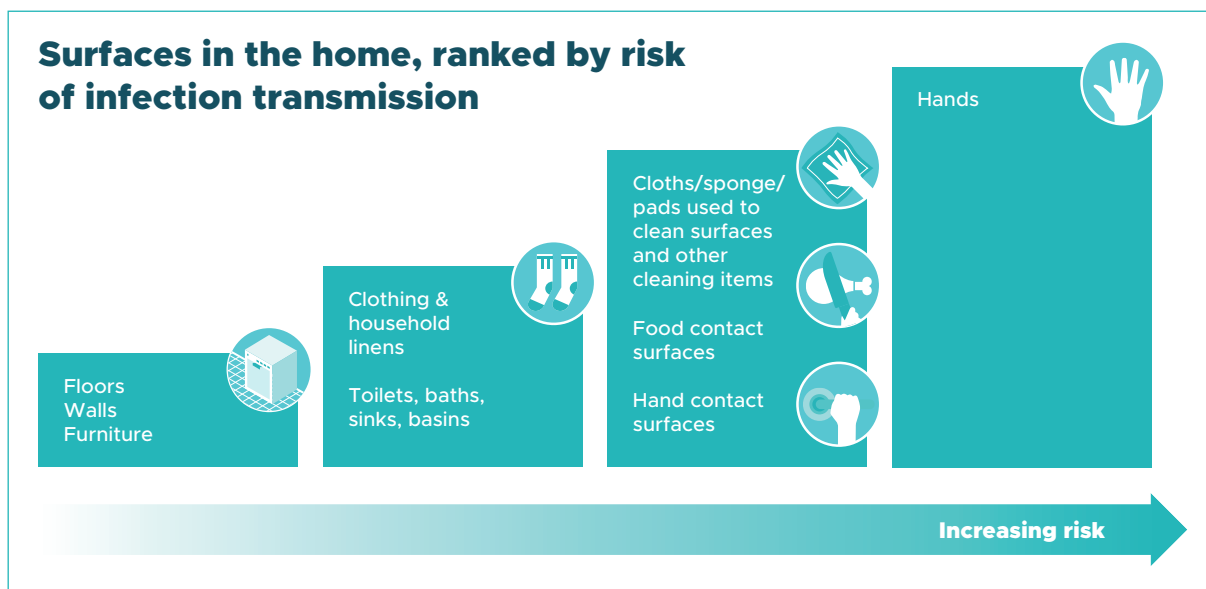 Surfaces in the home, ranked by risk
of infection transmission
Floors
Walls
Furniture
Clothing &
household
linens
Toilets, baths,
sinks, basins
Cloths/sponge/
pads used to
clean surfaces
and other
cleaning items
Food contact
surfaces
Hand contact
surfaces
Hands
Increasing risk